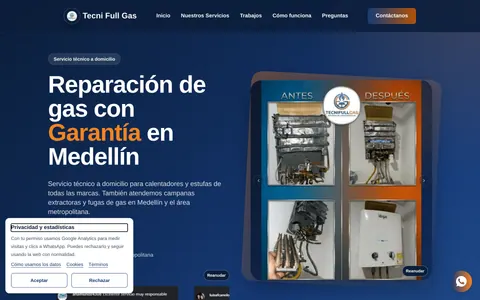 Tecni Full Gas
Inicio
Nuestros Servicios
Trabajos
Cómo funciona
Preguntas
Contáctanos
Servicio técnico a domicilio
Reparación de
gas con
Garantía en
Medellín
Servicio técnico a domicilio para calentadores y estufas de
todas las marcas. También atendemos campanas
extractoras y fugas de gas en Medellín y el área
metropolitana.
ANTES
DESPUÉS
TECNIFULLGAS
Privacidad y estadísticas
Con tu permiso usamos Google Analytics para medir
visitas y clics a WhatsApp. Puedes rechazarlo y seguir
usando la web con normalidad.
Cómo usamos los datos
Cookies
Términos
Aceptar
Rechazar
Reanudar
Reanudar